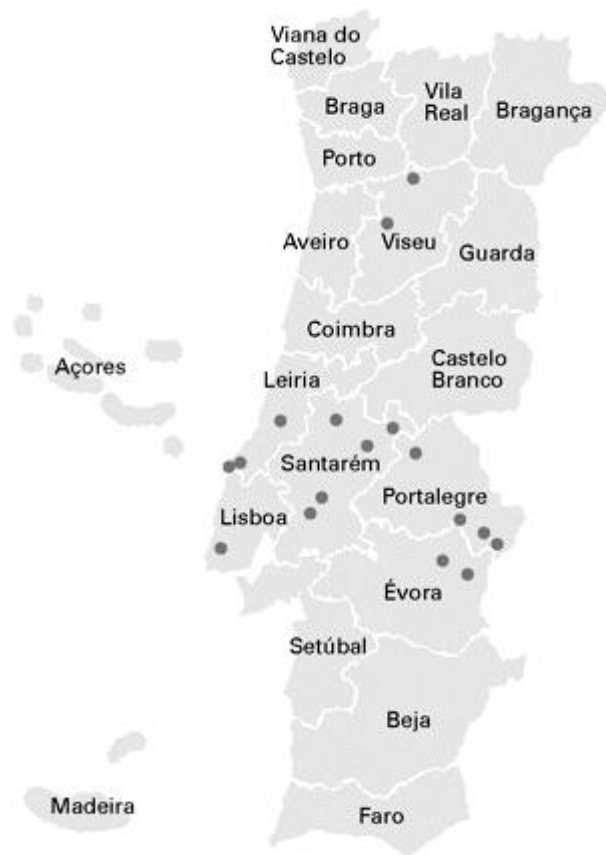 Viana do
Castelo
Braga
Vila
Real
Bragança
Porto
Aveiro
Viseu
Guarda
Coimbra
Açores
Castelo
Branco
Leiria
Santarém
Portalegre
Lisboa
Évora
Setúbal
Beja
Madeira
Faro